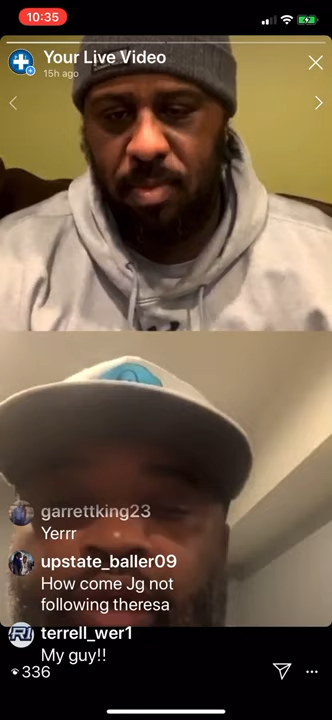 10:35
Your Live Video
15h ago
garrettking23
Yerrr
upstate_baller09
How come Jg not
following theresa
terrell_wer1
My guy!!
336